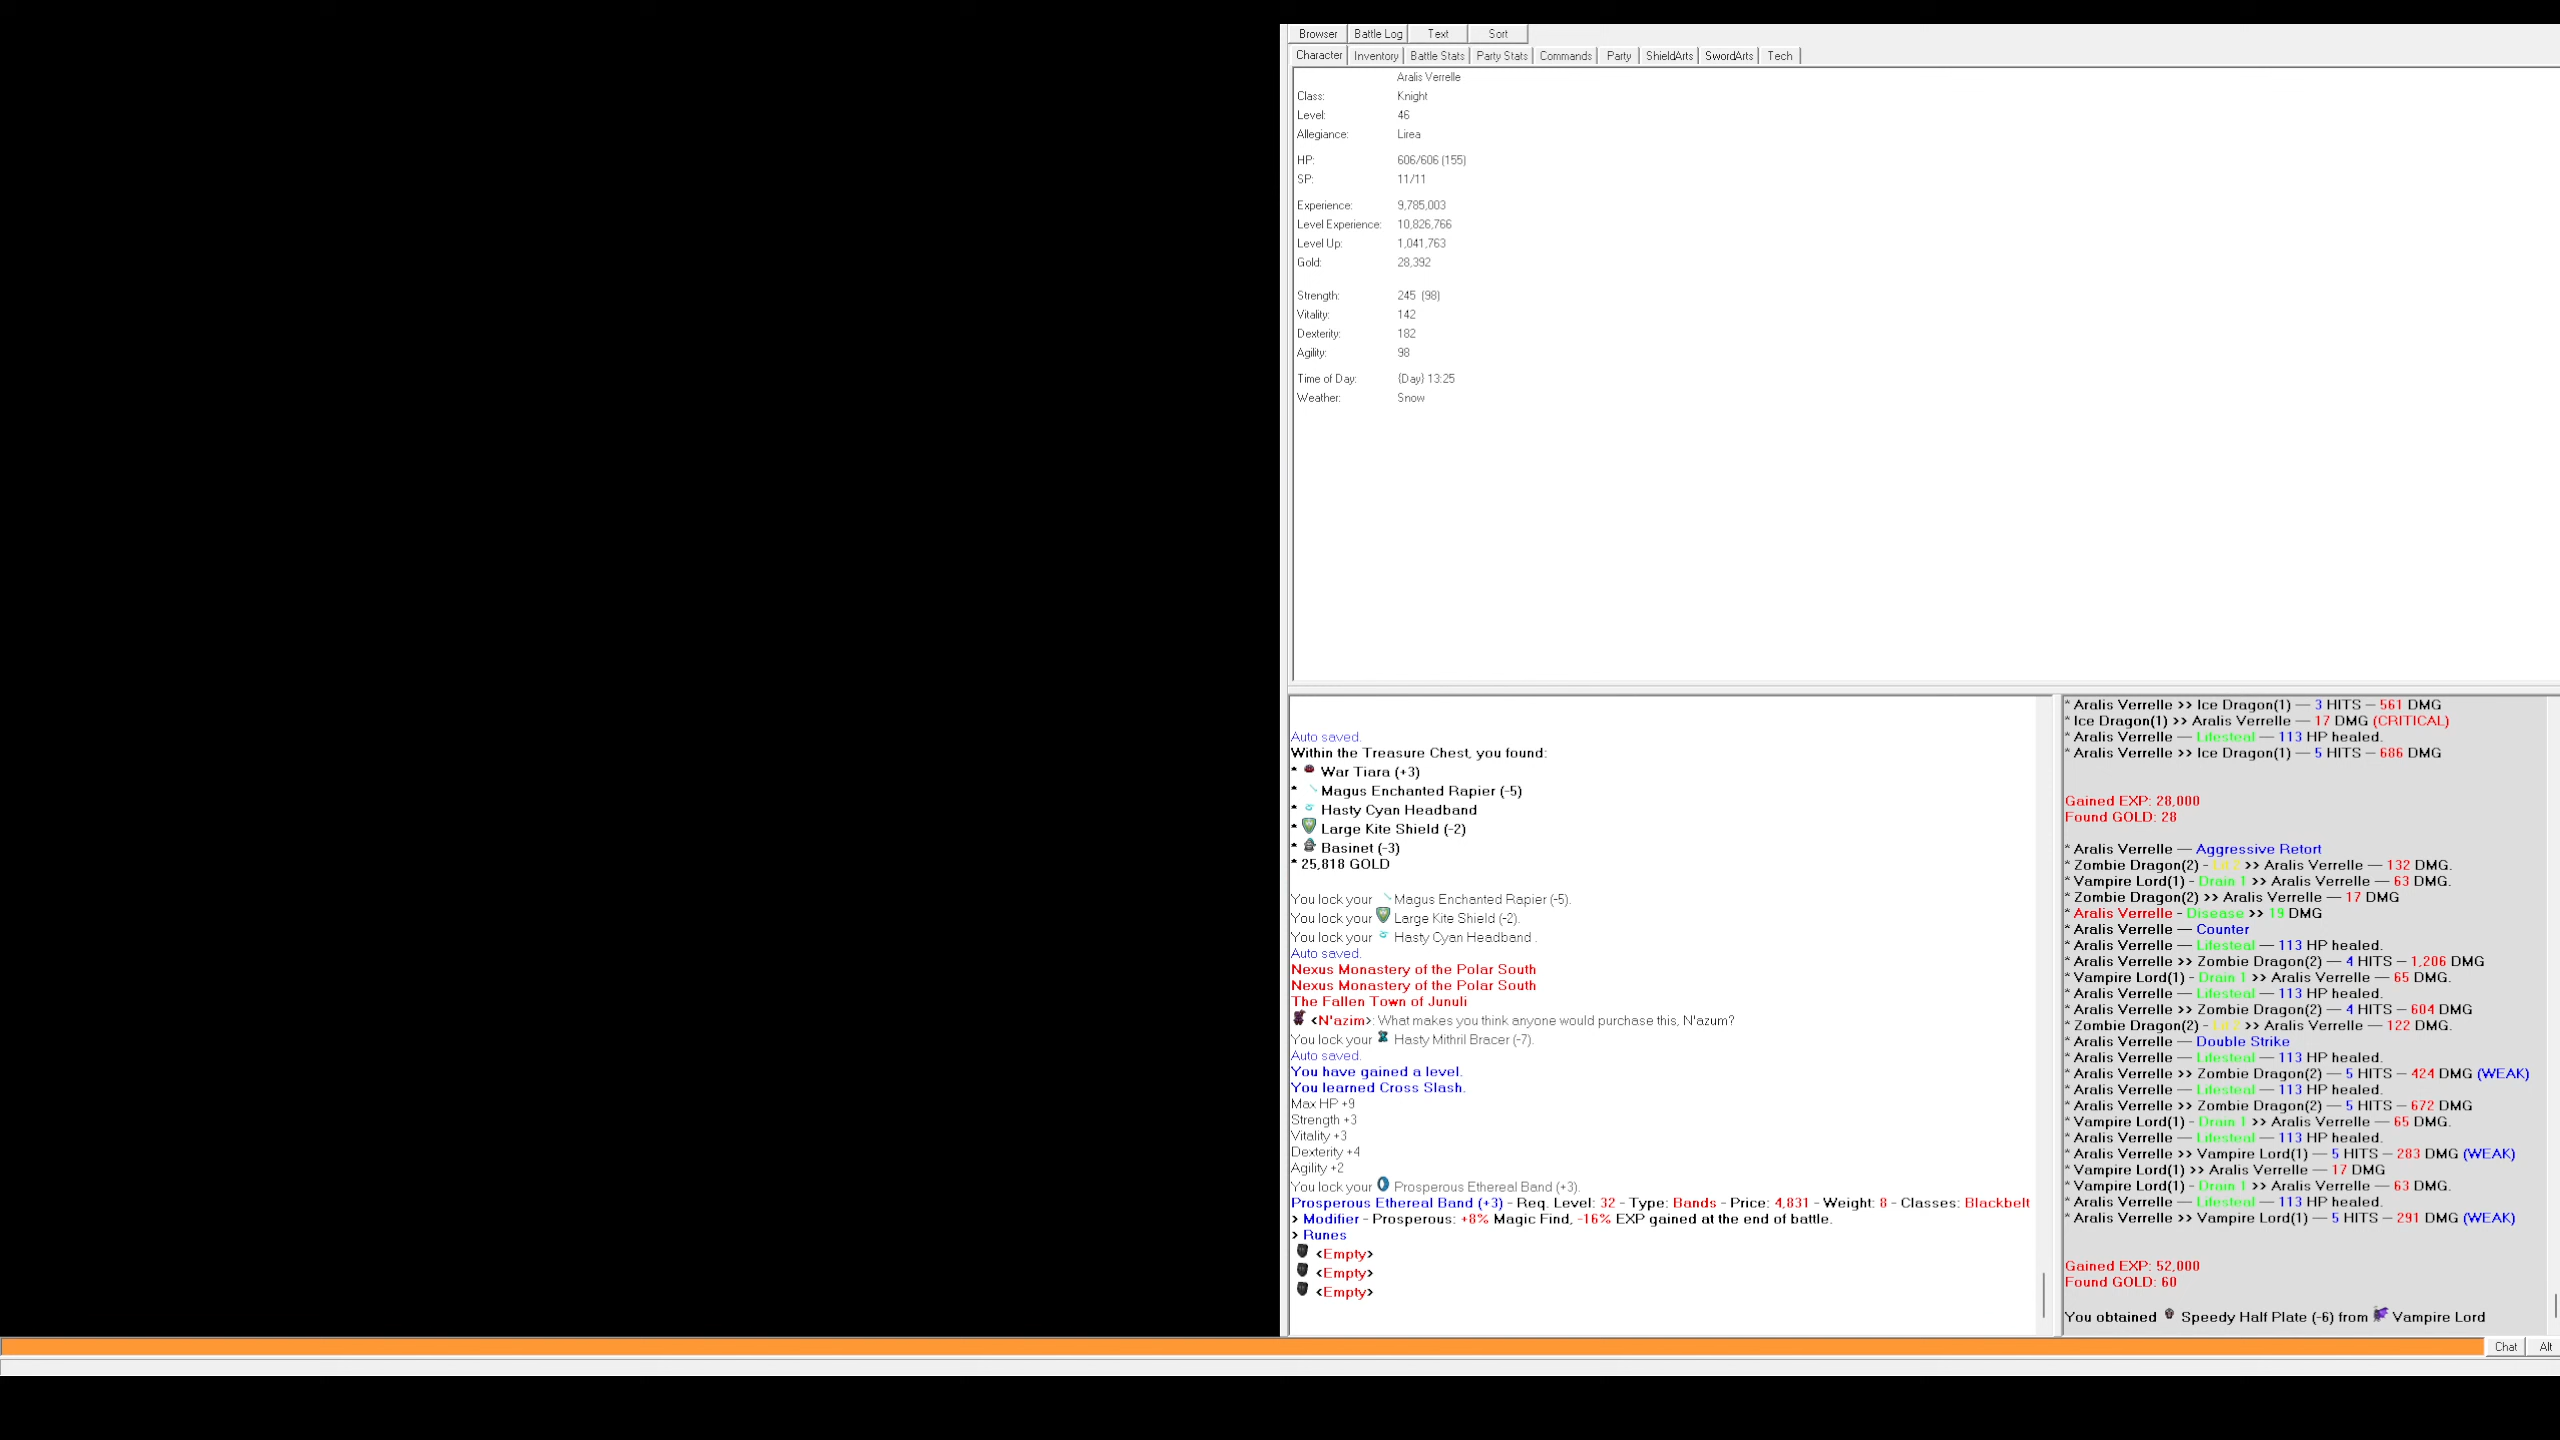 Browser Battle Log Text Sort
Character Inventory Battle Stats Party Stats Commands Party ShieldArts SwordArts Tech
Aralis Verrelle
Class: Knight
Level: 46
Allegiance: Lirea
HP: 606/606 (155)
SP: 11/11
Experience: 9,785,003
Level Experience: 10,826,766
Level Up: 1,041,763
Gold: 28,392
Strength: 245 (98)
Vitality: 142
Dexterity: 182
Agility: 98
Time of Day: (Day) 13:25
Weather: Snow
Auto saved.
Within the Treasure Chest, you found:
* War Tiara (+3)
* Magus Enchanted Rapier (-5)
* Hasty Cyan Headband
* Large Kite Shield (-2)
* Basinet (-3)
* 25,818 GOLD
You lock your Magus Enchanted Rapier (-5).
You lock your Large Kite Shield (-2).
You lock your Hasty Cyan Headband .
Auto saved.
Nexus Monastery of the Polar South
Nexus Monastery of the Polar South
The Fallen Town of Junuli
<N'azim>: What makes you think anyone would purchase this, N'azum?
You lock your Hasty Mithril Bracer (-7).
Auto saved.
You have gained a level.
You learned Cross Slash.
Max HP +9
Strength +3
Vitality +3
Dexterity +4
Agility +2
You lock your Prosperous Ethereal Band (+3).
Prosperous Ethereal Band (+3) - Req. Level: 32 - Type: Bands - Price: 4,831 - Weight: 8 - Classes: Blackbelt
> Modifier - Prosperous: +8% Magic Find, -16% EXP gained at the end of battle.
> Runes
<Empty>
<Empty>
<Empty>
* Aralis Verrelle >> Ice Dragon(1) — 3 HITS — 561 DMG
* Ice Dragon(1) >> Aralis Verrelle — 17 DMG (CRITICAL)
* Aralis Verrelle — Lifesteal — 113 HP healed.
* Aralis Verrelle >> Ice Dragon(1) — 5 HITS — 686 DMG
Gained EXP: 28,000
Found GOLD: 28
* Aralis Verrelle — Aggressive Retort
* Zombie Dragon(2) - >> Aralis Verrelle — 132 DMG.
* Vampire Lord(1) - Drain 1 >> Aralis Verrelle — 63 DMG.
* Zombie Dragon(2) >> Aralis Verrelle — 17 DMG
* Aralis Verrelle - Disease >> 19 DMG
* Aralis Verrelle — Counter
* Aralis Verrelle — Lifesteal — 113 HP healed.
* Aralis Verrelle >> Zombie Dragon(2) — 4 HITS — 1,206 DMG
* Vampire Lord(1) - Drain 1 >> Aralis Verrelle — 65 DMG.
* Aralis Verrelle — Lifesteal — 113 HP healed.
* Aralis Verrelle >> Zombie Dragon(2) — 4 HITS — 604 DMG
* Zombie Dragon(2) - >> Aralis Verrelle — 122 DMG.
* Aralis Verrelle — Double Strike
* Aralis Verrelle — Lifesteal — 113 HP healed.
* Aralis Verrelle >> Zombie Dragon(2) — 5 HITS — 424 DMG (WEAK)
* Aralis Verrelle — Lifesteal — 113 HP healed.
* Aralis Verrelle >> Zombie Dragon(2) — 5 HITS — 672 DMG
* Vampire Lord(1) - Drain 1 >> Aralis Verrelle — 65 DMG.
* Aralis Verrelle — Lifesteal — 113 HP healed.
* Aralis Verrelle >> Vampire Lord(1) — 5 HITS — 283 DMG (WEAK)
* Vampire Lord(1) >> Aralis Verrelle — 17 DMG
* Vampire Lord(1) - Drain 1 >> Aralis Verrelle — 63 DMG.
* Aralis Verrelle — Lifesteal — 113 HP healed.
* Aralis Verrelle >> Vampire Lord(1) — 5 HITS — 291 DMG (WEAK)
Gained EXP: 52,000
Found GOLD: 60
You obtained Speedy Half Plate (-6) from Vampire Lord
Chat Alt